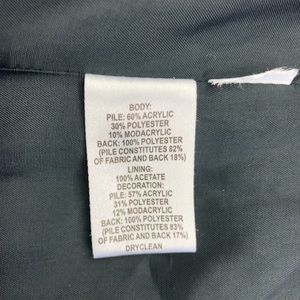 BODY:
PILE: 60% ACRYLIC
30% POLYESTER
10% MODACRYLIC
BACK: 100% POLYESTER
(PILE CONSTITUTES 82%
OF FABRIC AND BACK 18%)
LINING:
100% ACETATE
DECORATION:
PILE: 57% ACRYLIC
31% POLYESTER
12% MODACRYLIC
BACK: 100% POLYESTER
(PILE CONSTITUTES 83%
OF FABRIC AND BACK 17%)
DRYCLEAN